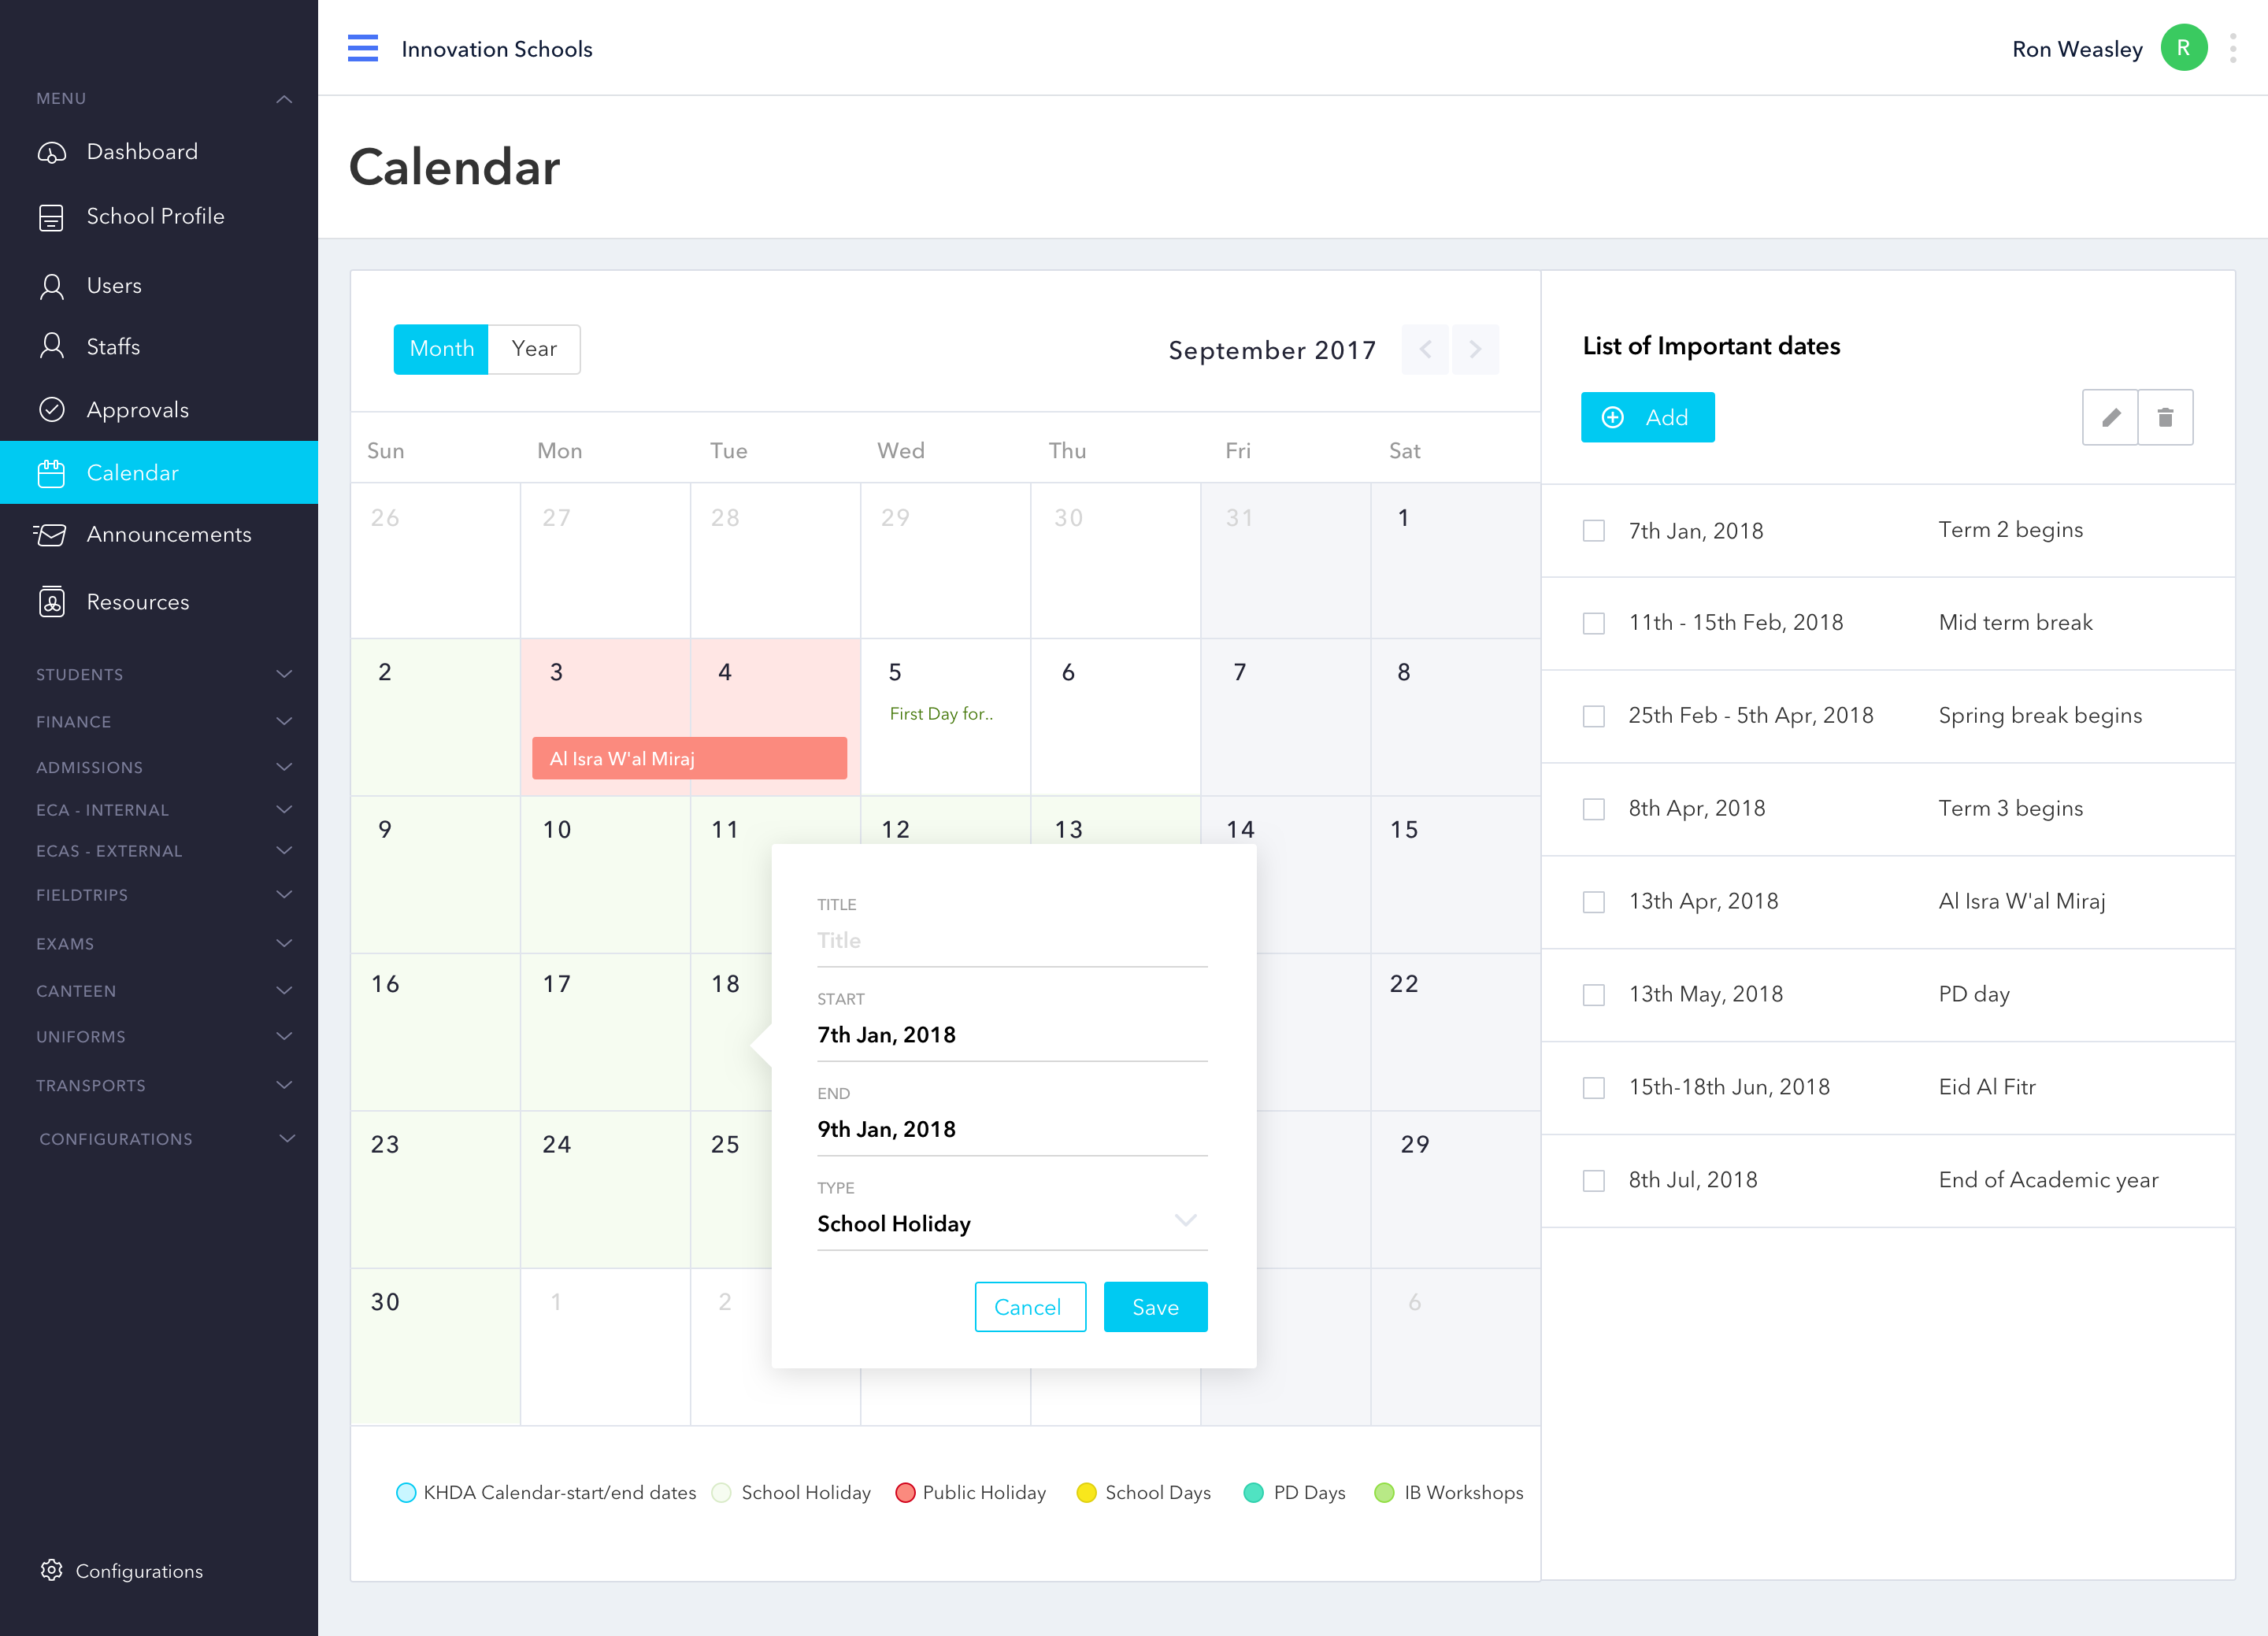 Innovation Schools
Ron Weasley
R
MENU
Dashboard
School Profile
Users
Staffs
Approvals
Calendar
Announcements
Resources
STUDENTS
FINANCE
ADMISSIONS
ECA - INTERNAL
ECAS - EXTERNAL
FIELDTRIPS
EXAMS
CANTEEN
UNIFORMS
TRANSPORTS
CONFIGURATIONS
Configurations
Calendar
Month Year
September 2017
Sun Mon Tue Wed Thu Fri Sat
26 27 28 29 30 31 1
2 3 4 5 6 7 8
First Day for..
Al Isra W'al Miraj
9 10 11 12 13 14 15
16 17 18 22
23 24 25 29
30 1 2 6
TITLE
Title
START
7th Jan, 2018
END
9th Jan, 2018
TYPE
School Holiday
Cancel Save
KHDA Calendar-start/end dates School Holiday Public Holiday School Days PD Days IB Workshops
List of Important dates
Add
7th Jan, 2018 Term 2 begins
11th - 15th Feb, 2018 Mid term break
25th Feb - 5th Apr, 2018 Spring break begins
8th Apr, 2018 Term 3 begins
13th Apr, 2018 Al Isra W'al Miraj
13th May, 2018 PD day
15th-18th Jun, 2018 Eid Al Fitr
8th Jul, 2018 End of Academic year